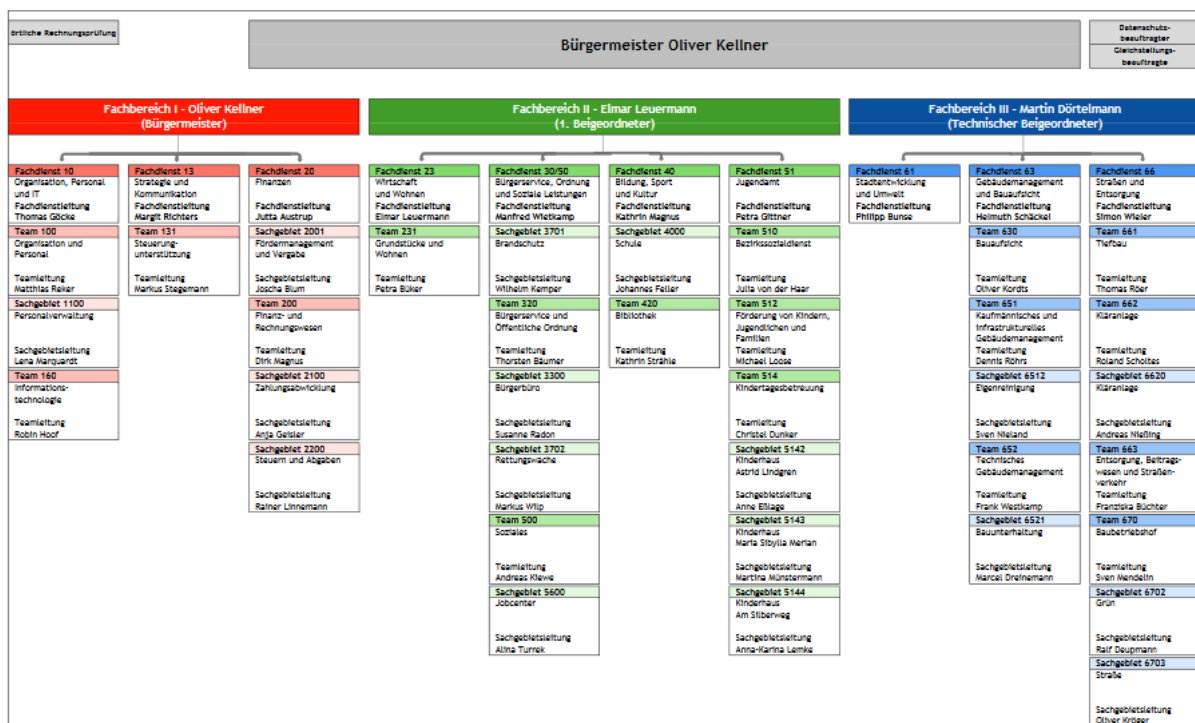 örtliche Rechnungsprüfung
Bürgermeister Oliver Kellner
Datenschutz-
beauftragter
Gleichstellungs-
beauftragte
Fachbereich I - Oliver Kellner
(Bürgermeister)
Fachdienst 10
Organisation, Personal
und IT
Fachdienstleitung
Thomas Göcke
Team 100
Organisation und
Personal
Teamleitung
Matthias Reker
Sachgebiet 1100
Personalverwaltung
Sachgebietsleitung
Lena Marquardt
Team 160
Informations-
technologie
Teamleitung
Robin Hoof
Fachdienst 13
Strategie und
Kommunikation
Fachdienstleitung
Margit Richters
Team 131
Steuerung-
unterstützung
Teamleitung
Markus Stegemann
Fachdienst 20
Finanzen
Fachdienstleitung
Jutta Austrup
Sachgebiet 2001
Fördermanagement
und Vergabe
Sachgebietsleitung
Joscha Blum
Team 200
Finanz- und
Rechnungswesen
Teamleitung
Dirk Magnus
Sachgebiet 2100
Zahlungsabwicklung
Sachgebietsleitung
Anja Geisler
Sachgebiet 2200
Steuern und Abgaben
Sachgebietsleitung
Rainer Linnemann
Fachbereich II - Elmar Leuermann
(1. Beigeordneter)
Fachdienst 23
Wirtschaft
und Wohnen
Fachdienstleitung
Elmar Leuermann
Team 231
Grundstücke und
Wohnen
Teamleitung
Petra Büker
Fachdienst 30/50
Bürgerservice, Ordnung
und Soziale Leistungen
Fachdienstleitung
Manfred Wietkamp
Sachgebiet 3701
Brandschutz
Sachgebietsleitung
Wilhelm Kemper
Team 320
Bürgerservice und
Öffentliche Ordnung
Teamleitung
Thorsten Bäumer
Sachgebiet 3300
Bürgerbüro
Sachgebietsleitung
Susanne Radon
Sachgebiet 3702
Rettungswache
Sachgebietsleitung
Markus Wilp
Team 500
Soziales
Teamleitung
Andreas Kiewe
Sachgebiet 5600
Jobcenter
Sachgebietsleitung
Alina Turrek
Fachdienst 40
Bildung, Sport
und Kultur
Fachdienstleitung
Kathrin Magnus
Sachgebiet 4000
Schule
Sachgebietsleitung
Johannes Feller
Team 420
Bibliothek
Teamleitung
Kathrin Strähle
Fachdienst 51
Jugendamt
Fachdienstleitung
Petra Gittner
Team 510
Bezirkssozialdienst
Teamleitung
Julia von der Haar
Team 512
Förderung von Kindern,
Jugendlichen und
Familien
Teamleitung
Michael Loose
Team 514
Kindertagesbetreuung
Teamleitung
Christel Dunker
Sachgebiet 5142
Kinderhaus
Astrid Lindgren
Sachgebietsleitung
Anne Eßlage
Sachgebiet 5143
Kinderhaus
Maria Sibylla Merian
Sachgebietsleitung
Martina Münstermann
Sachgebiet 5144
Kinderhaus
Am Silberweg
Sachgebietsleitung
Anna-Karina Lemke
Fachbereich III - Martin Dörtelmann
(Technischer Beigeordneter)
Fachdienst 61
Stadtentwicklung
und Umwelt
Fachdienstleitung
Philipp Bunse
Fachdienst 63
Gebäudemanagement
und Bauaufsicht
Fachdienstleitung
Helmuth Schäckel
Team 630
Bauaufsicht
Teamleitung
Oliver Kordts
Team 651
Kaufmännisches und
infrastrukturelles
Gebäudemanagement
Teamleitung
Dennis Röhrs
Sachgebiet 6512
Eigenreinigung
Sachgebietsleitung
Sven Nieland
Team 652
Technisches
Gebäudemanagement
Teamleitung
Frank Westkamp
Sachgebiet 6521
Bauunterhaltung
Sachgebietsleitung
Marcel Dreinemann
Fachdienst 66
Straßen und
Entsorgung
Fachdienstleitung
Simon Wieler
Team 661
Tiefbau
Teamleitung
Thomas Röer
Team 662
Kläranlage
Teamleitung
Roland Scholtes
Sachgebiet 6620
Kläranlage
Sachgebietsleitung
Andreas Nießing
Team 663
Entsorgung, Beitrags-
wesen und Straßen-
verkehr
Teamleitung
Franziska Büchter
Team 670
Baubetriebshof
Teamleitung
Sven Mendelin
Sachgebiet 6702
Grün
Sachgebietsleitung
Ralf Deupmann
Sachgebiet 6703
Straße
Sachgebietsleitung
Oliver Kröger